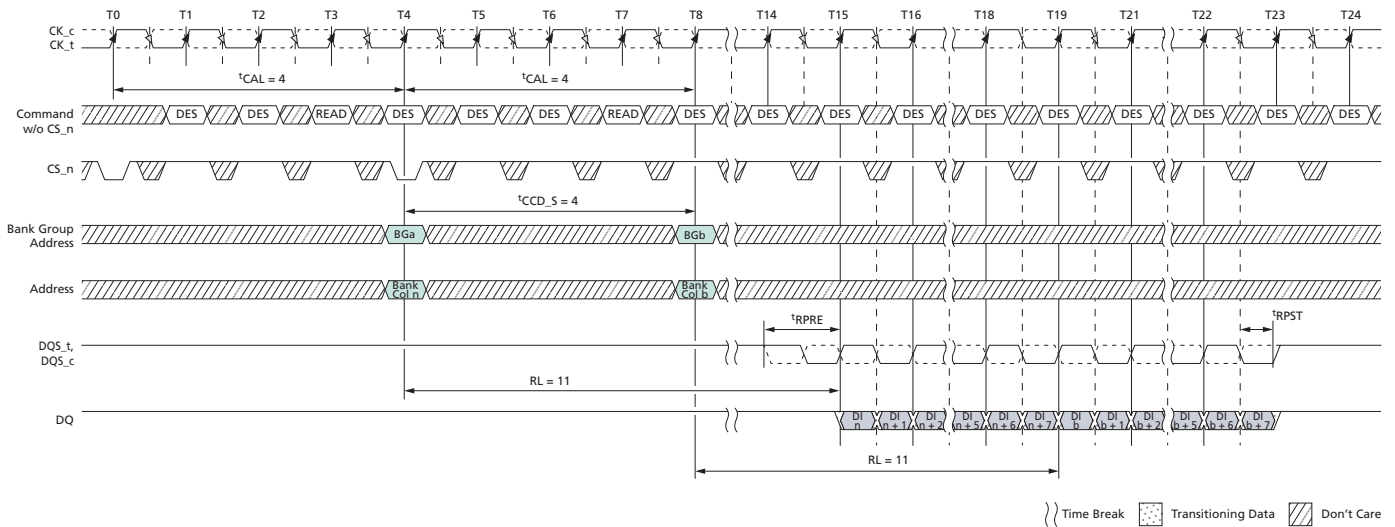 T0 T1 T2 T3 T4 T5 T6 T7 T8 T14 T15 T16 T18 T19 T21 T22 T23 T24
CK_c
CK_t
tCAL = 4 tCAL = 4
Command
w/o CS_n
DES DES READ DES DES DES READ DES DES DES DES DES DES DES DES DES DES
CS_n
tCCD_S = 4
Bank Group
Address
BGa BGb
Address
Bank
Col n
Bank
Col b
tRPRE tRPST
DQS_t,
DQS_c
RL = 11
DQ
DI
n
DI
n + 1
DI
n + 2
DI
n + 5
DI
n + 6
DI
n + 7
DI
b
DI
b + 1
DI
b + 2
DI
b + 5
DI
b + 6
DI
b + 7
RL = 11
Time Break Transitioning Data Don't Care